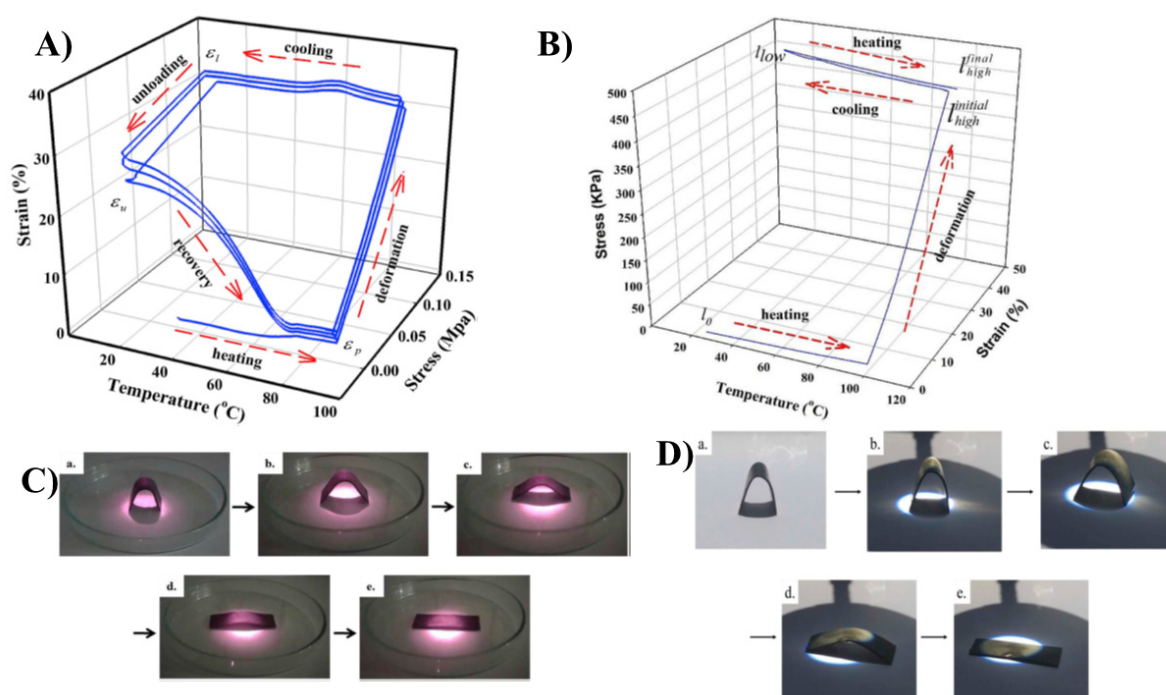 A)
ε_l
cooling
unloading
40
30
20
10
0
Strain (%)
ε_u
recovery
deformation
heating
ε_p
0.15
0.10
0.05
0.00
Stress (Mpa)
20
40
60
80
100
Temperature (°C)
B)
heating
l_low
l_high^final
cooling
l_high^initial
500
450
400
350
300
250
200
150
100
50
0
Stress (KPa)
deformation
l_0
heating
50
40
30
20
10
0
Strain (%)
0
20
40
60
80
100
120
Temperature (°C)
C)
a.
b.
c.
d.
e.
D)
a.
b.
c.
d.
e.